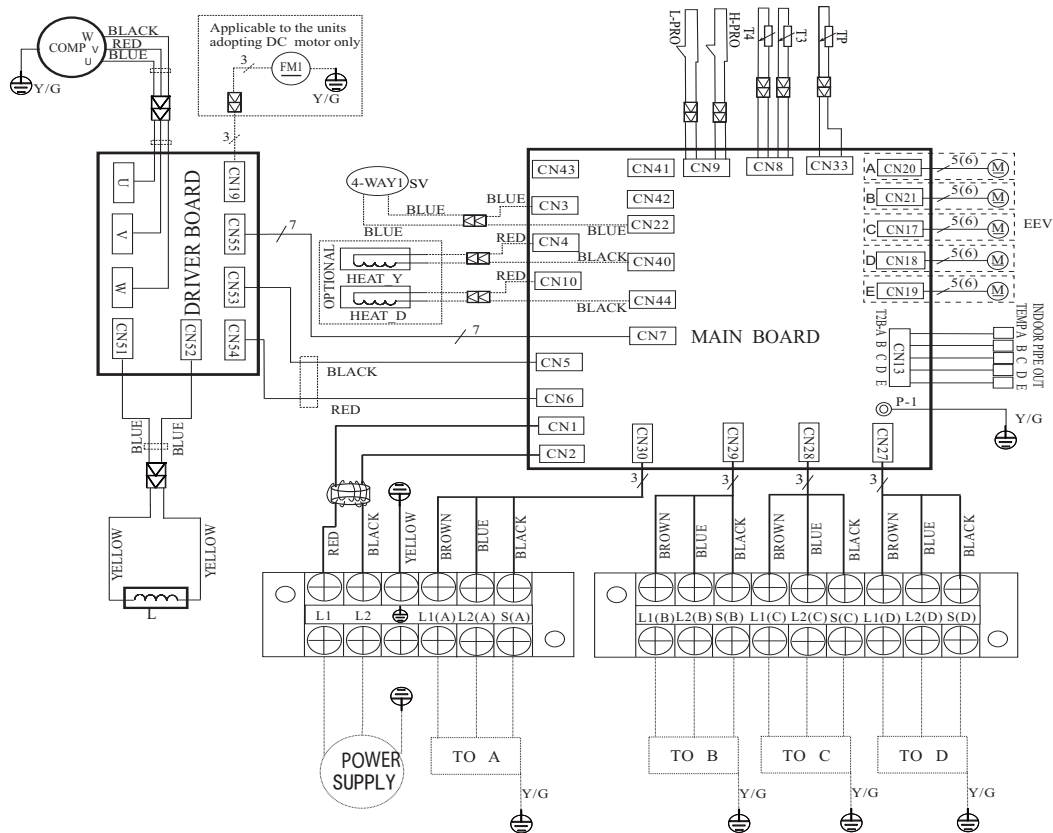 COMP
W
V
U
BLACK
RED
BLUE
Y/G
Applicable to the units
adopting DC motor only
3
FM1
Y/G
3
L-PRO
H-PRO
T4
T3
TP
DRIVER BOARD
U
V
W
CN19
CN55
CN53
CN54
CN51
CN52
7
7
BLUE
BLUE
YELLOW
YELLOW
L
4-WAY1
SV
BLUE
BLUE
BLUE
BLUE
OPTIONAL
HEAT_Y
HEAT_D
RED
BLACK
RED
BLACK
BLACK
RED
MAIN BOARD
CN43
CN41
CN9
CN8
CN33
CN3
CN42
CN22
CN4
CN40
CN10
CN44
CN7
CN5
CN6
CN1
CN2
CN30
CN29
CN28
CN27
A CN20 5(6) M
B CN21 5(6) M
C CN17 5(6) M
D CN18 5(6) M
E CN19 5(6) M
EEV
T2B-A B C D E
CN13
TEMP A B C D E
INDOOR PIPE OUT
P-1
Y/G
3
3
3
3
RED
BLACK
YELLOW
BROWN
BLUE
BLACK
BROWN
BLUE
BLACK
BROWN
BLUE
BLACK
BROWN
BLUE
BLACK
L1 L2 L1(A) L2(A) S(A)
L1(B) L2(B) S(B) L1(C) L2(C) S(C) L1(D) L2(D) S(D)
POWER
SUPPLY
TO A
TO B
TO C
TO D
Y/G
Y/G
Y/G
Y/G